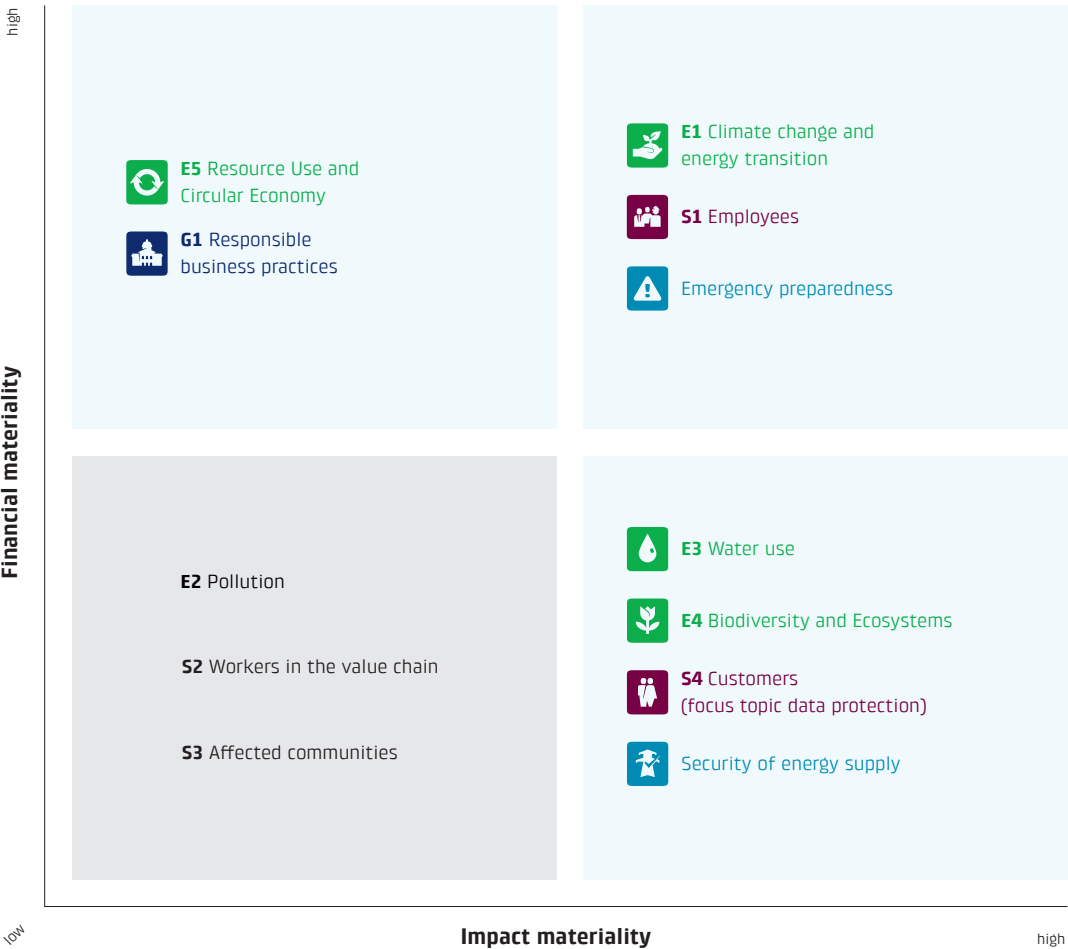 high
Financial materiality
E5 Resource Use and
Circular Economy
G1 Responsible
business practices
E1 Climate change and
energy transition
S1 Employees
Emergency preparedness
E2 Pollution
S2 Workers in the value chain
S3 Affected communities
E3 Water use
E4 Biodiversity and Ecosystems
S4 Customers
(focus topic data protection)
Security of energy supply
low
Impact materiality
high